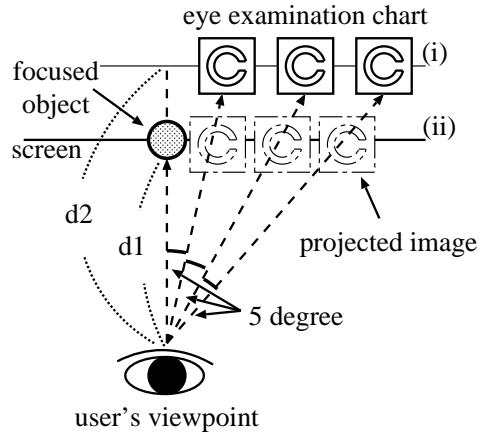 eye examination chart
(i)
focused
object
(ii)
screen
d2
d1
projected image
5 degree
user's viewpoint